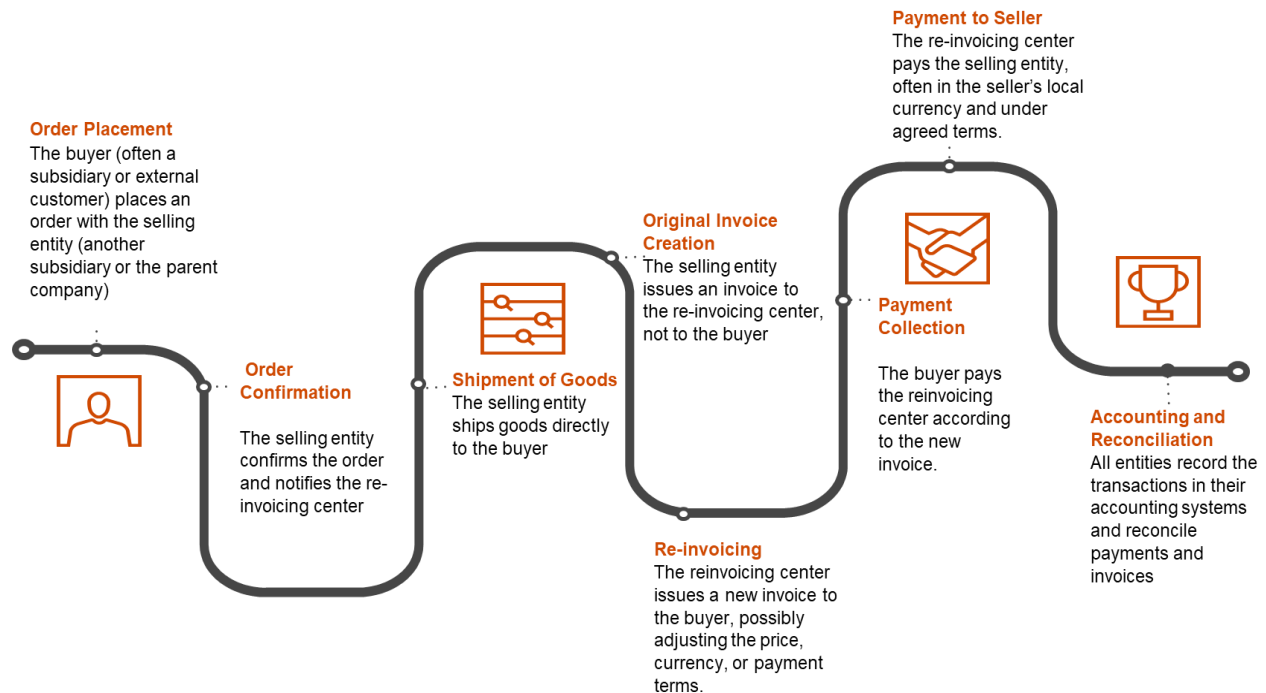 Order Placement
The buyer (often a
subsidiary or external
customer) places an
order with the selling
entity (another
subsidiary or the parent
company)
Order
Confirmation
The selling entity
confirms the order
and notifies the re-
invoicing center
Shipment of Goods
The selling entity
ships goods directly
to the buyer
Original Invoice
Creation
The selling entity
issues an invoice to
the re-invoicing center,
not to the buyer
Re-invoicing
The reinvoicing center
issues a new invoice to
the buyer, possibly
adjusting the price,
currency, or payment
terms.
Payment
Collection
The buyer pays
the reinvoicing
center according
to the new
invoice.
Payment to Seller
The re-invoicing center
pays the selling entity,
often in the seller's local
currency and under
agreed terms.
Accounting and
Reconciliation
All entities record the
transactions in their
accounting systems
and reconcile
payments and
invoices